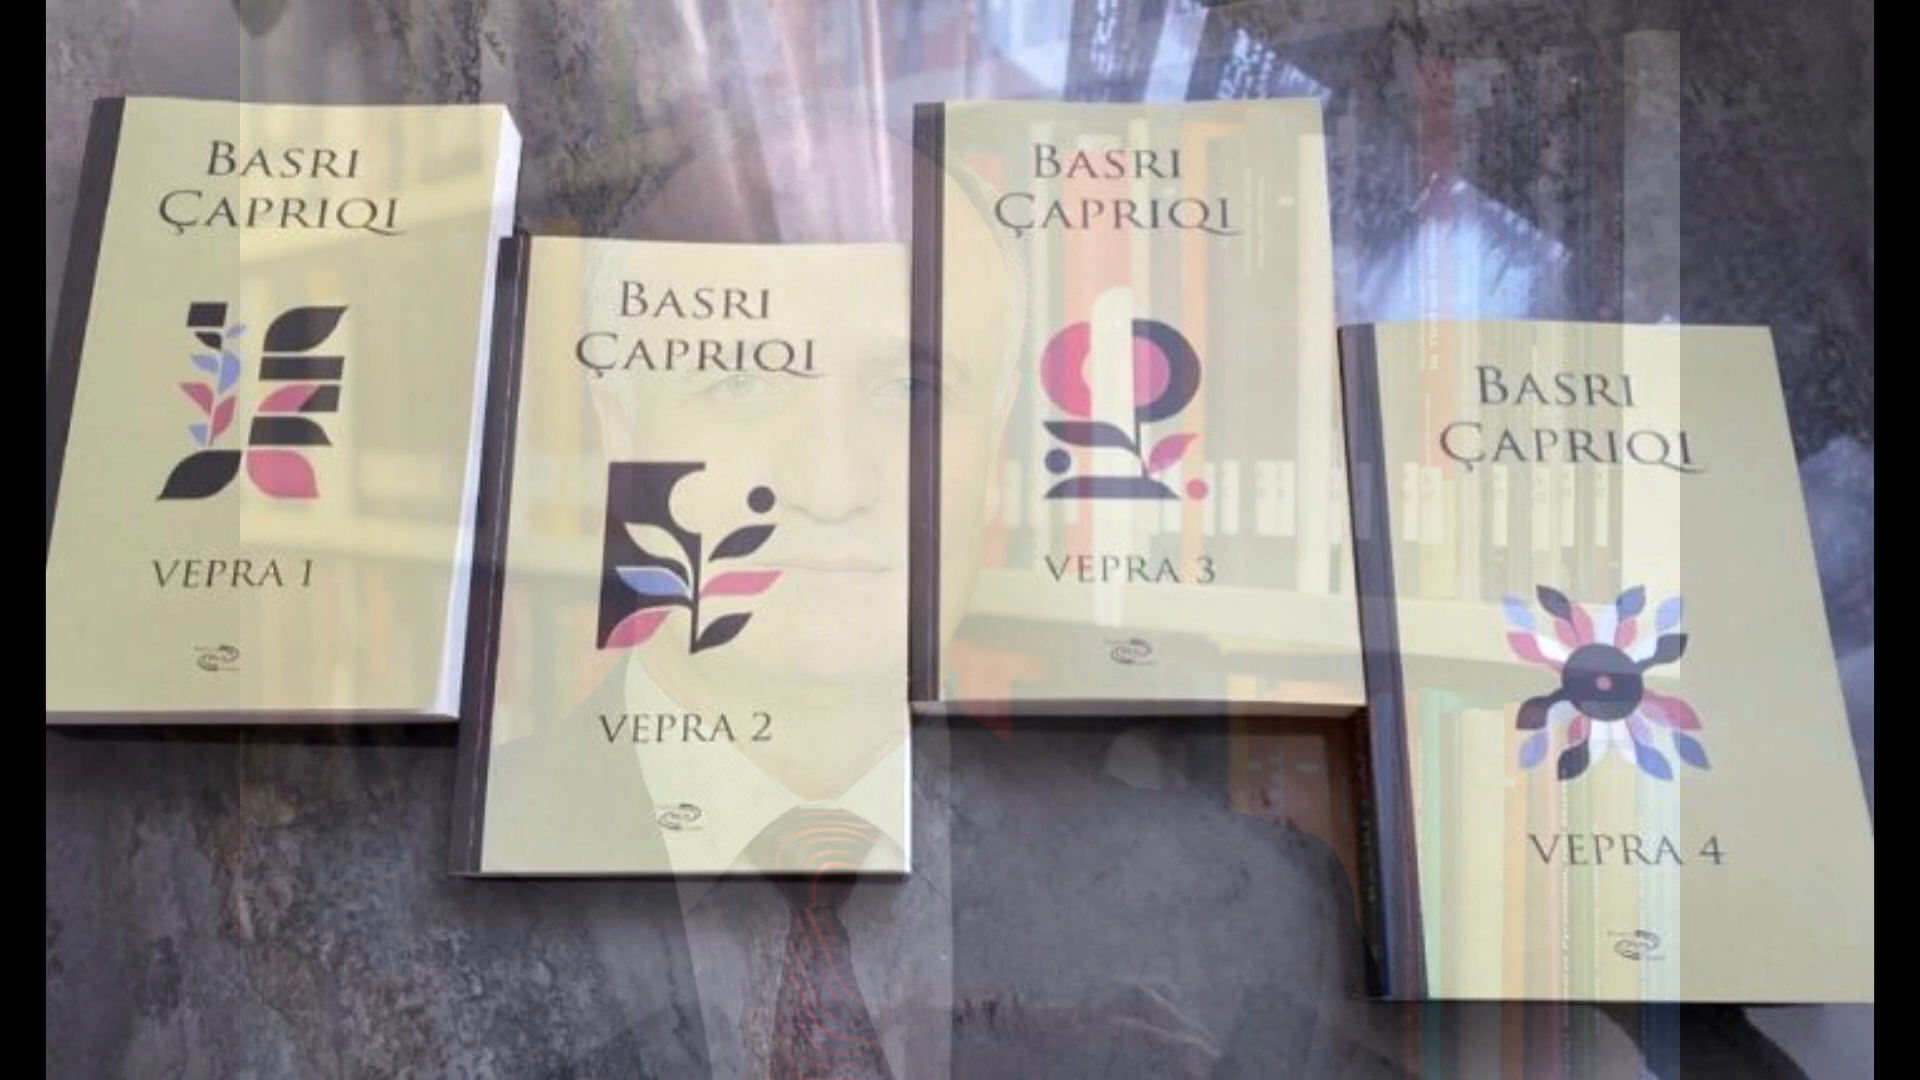 BASRI
ÇAPRIQI
VEPRA 1
BASRI
ÇAPRIQI
VEPRA 2
BASRI
ÇAPRIQI
VEPRA 3
BASRI
ÇAPRIQI
VEPRA 4